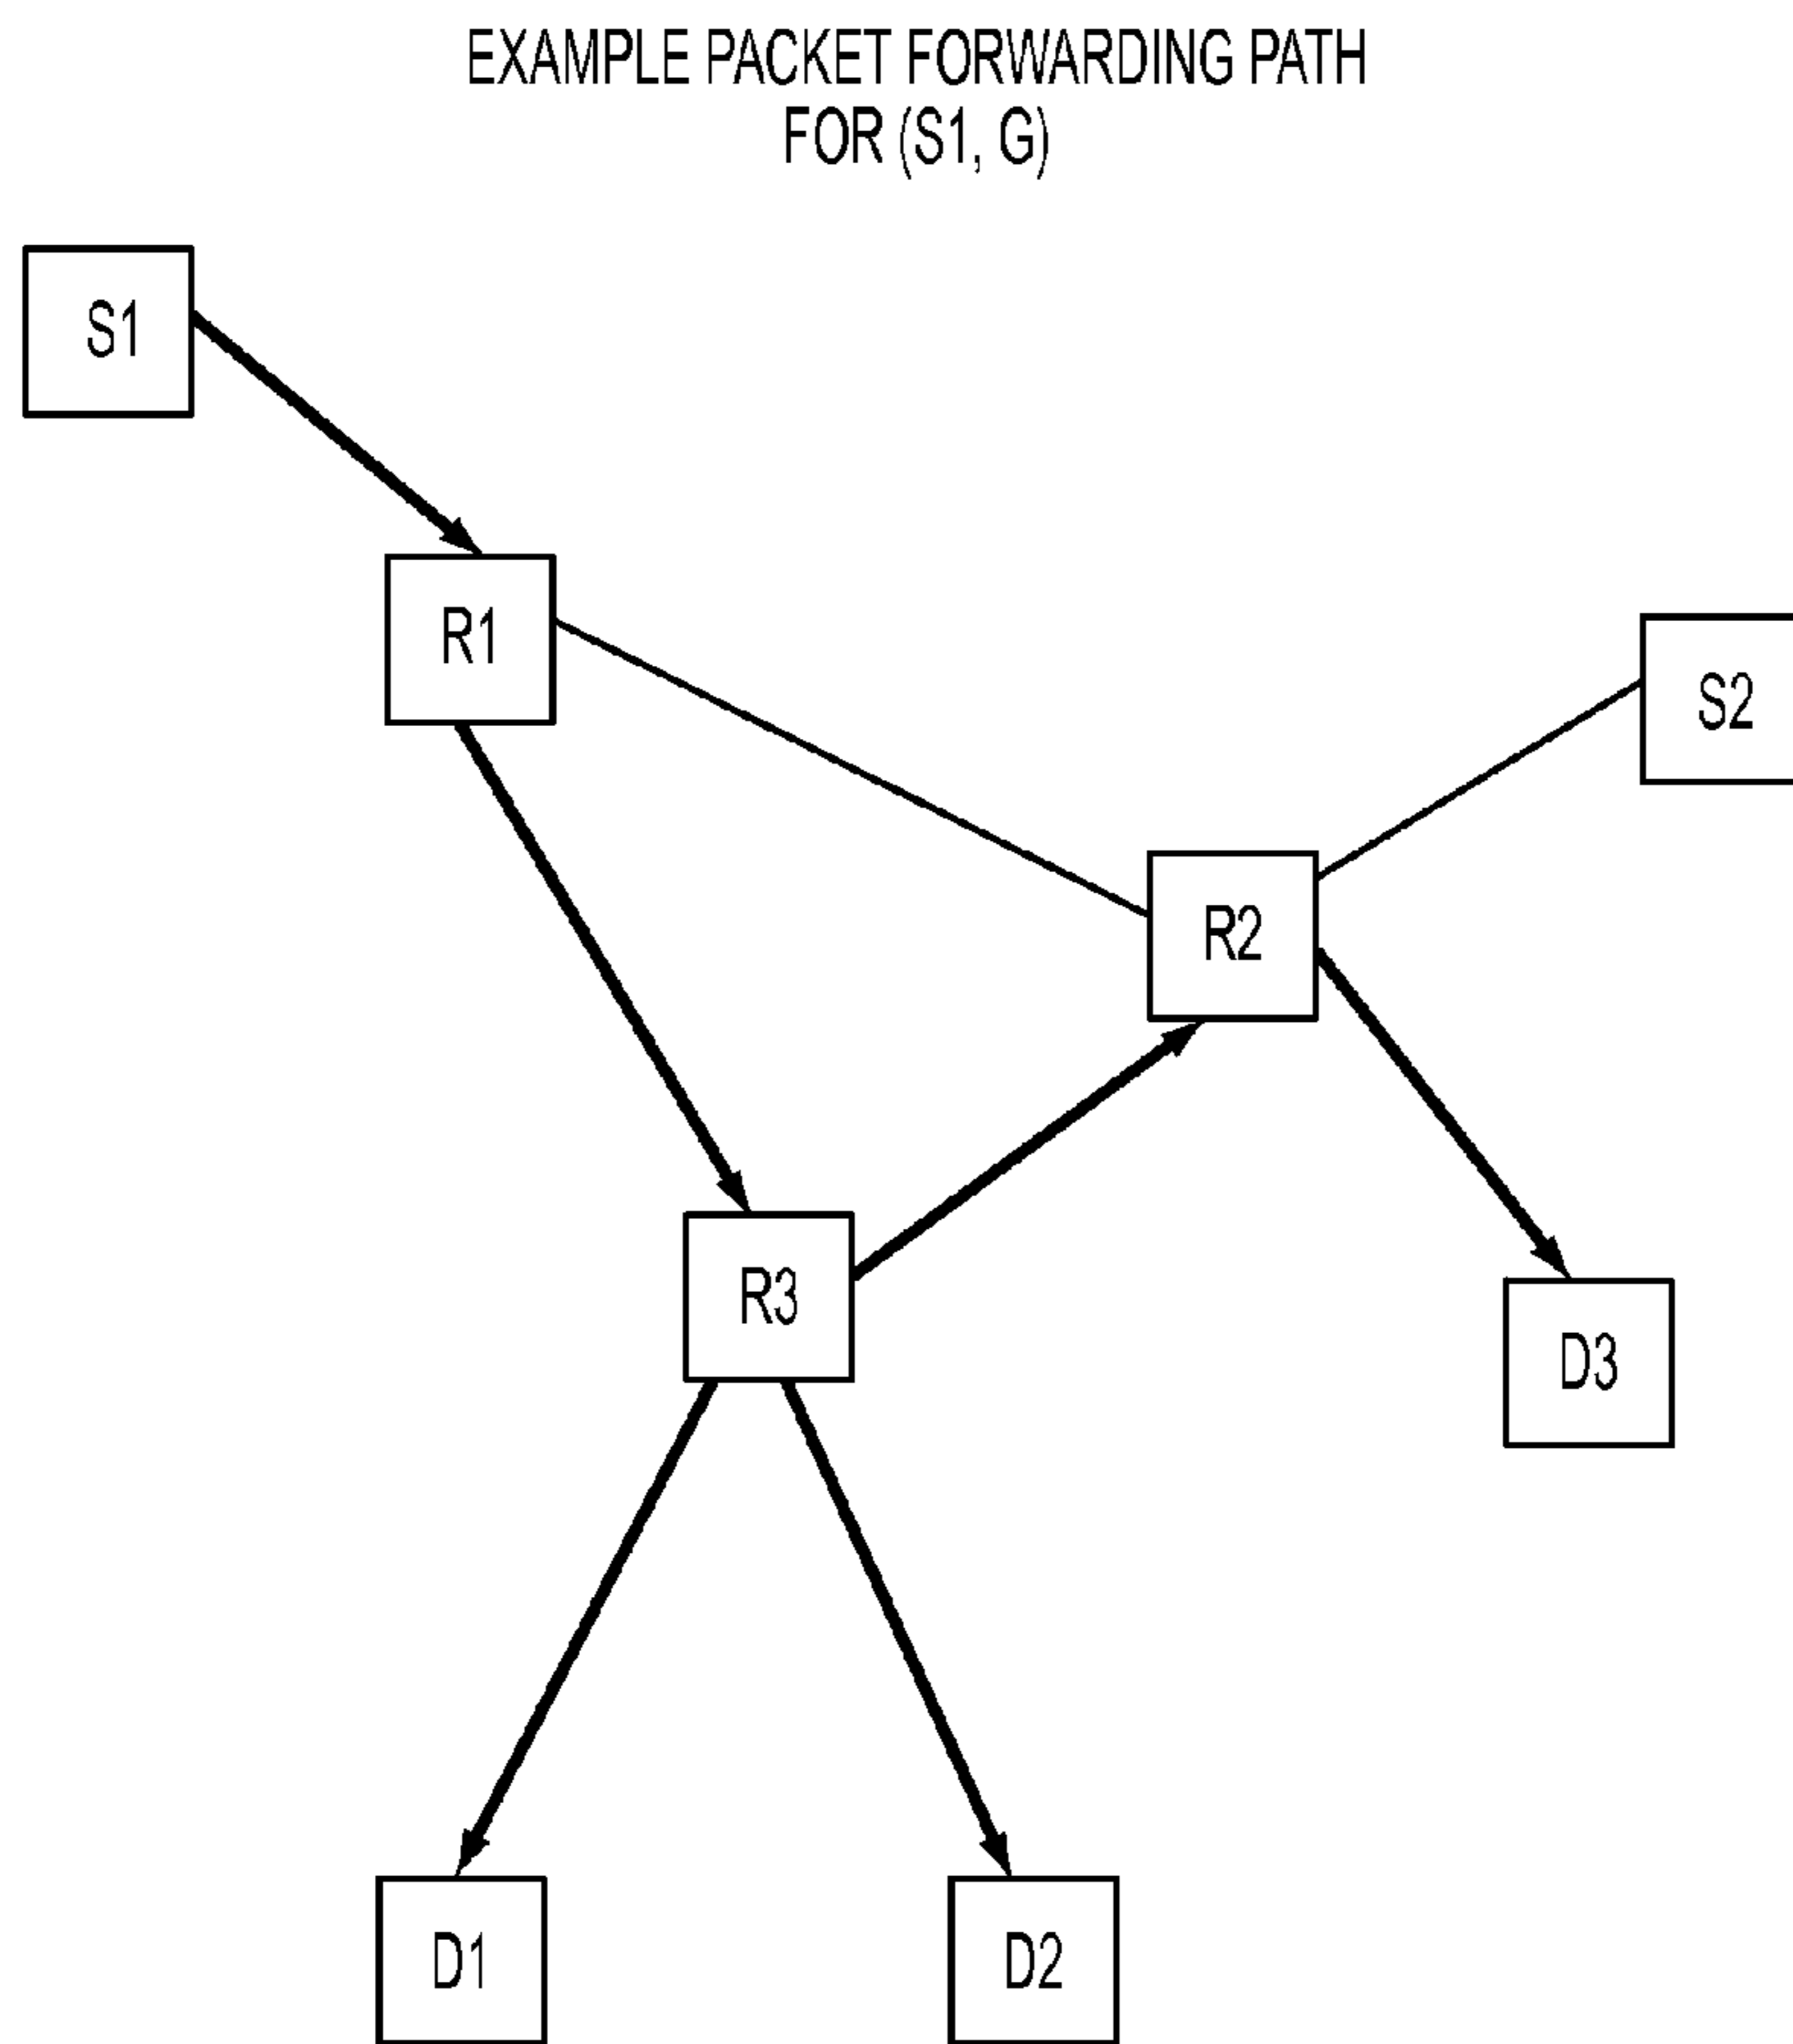 EXAMPLE PACKET FORWARDING PATH
FOR (S1, G)
S1
R1
S2
R2
R3
D3
D1
D2